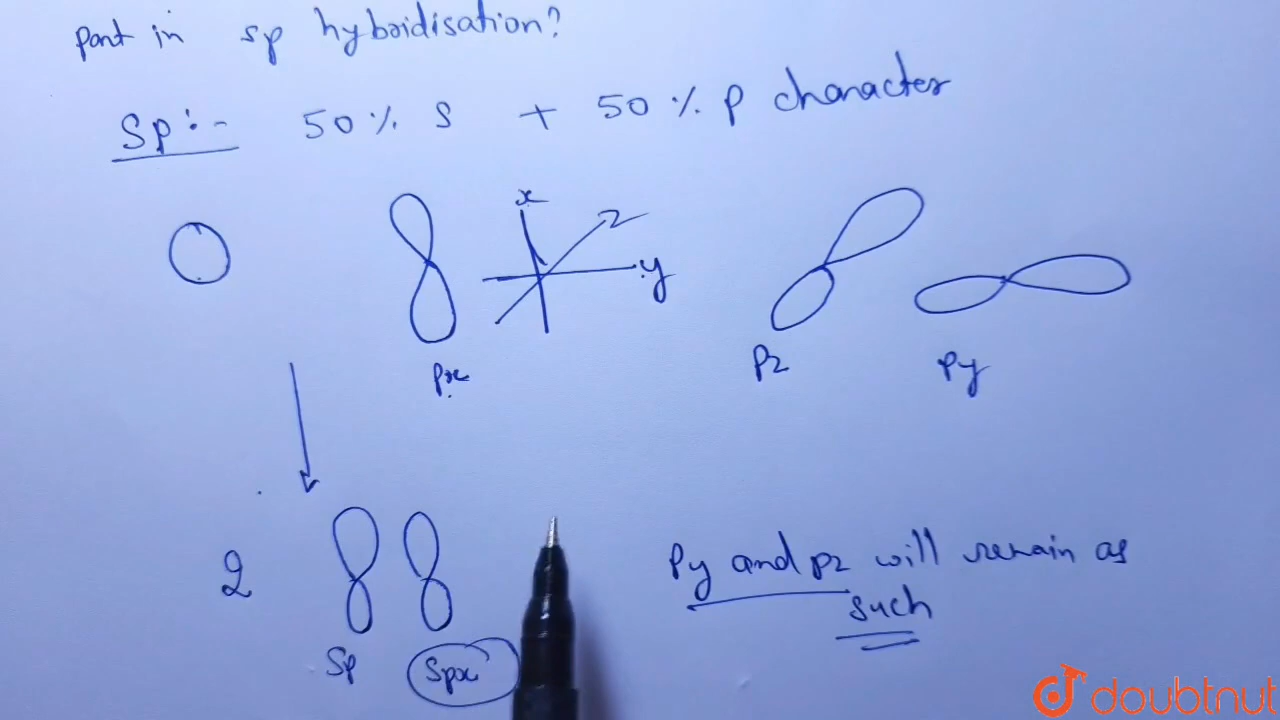 part in sp hybridisation?
Sp:- 50% s + 50% p character
x
z
y
Px
Pz
Py
2
Py and pz will remain as
such
Sp
Spx
doubtnut